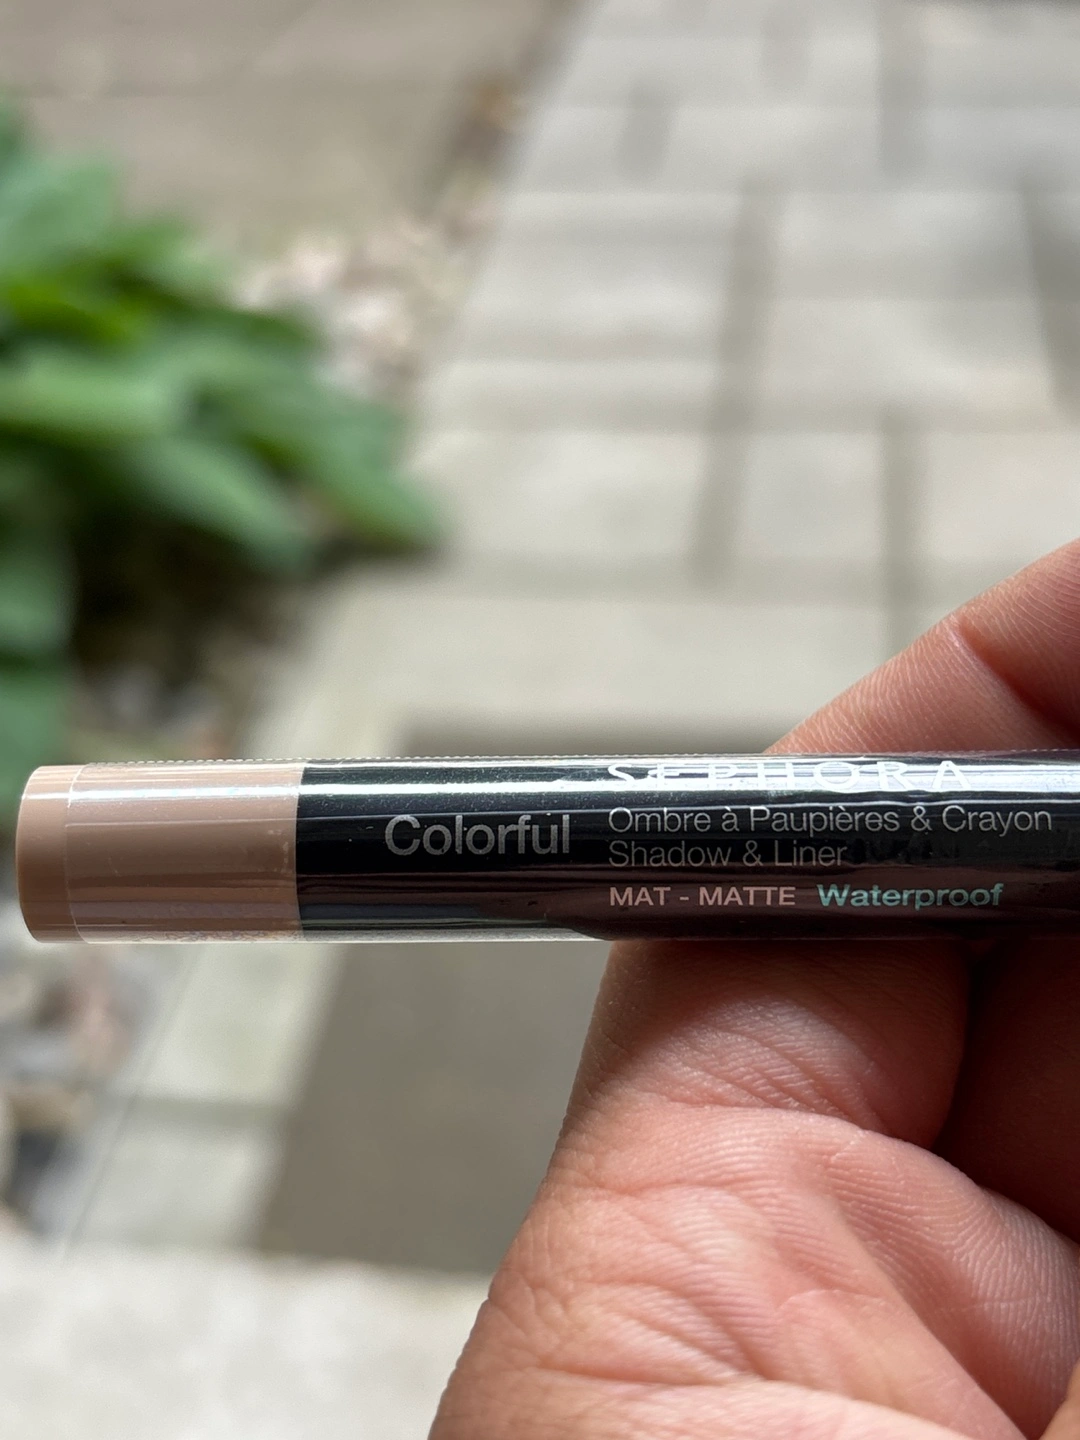 SEPHORA
Colorful
Ombre à Paupières & Crayon
Shadow & Liner
MAT - MATTE Waterproof